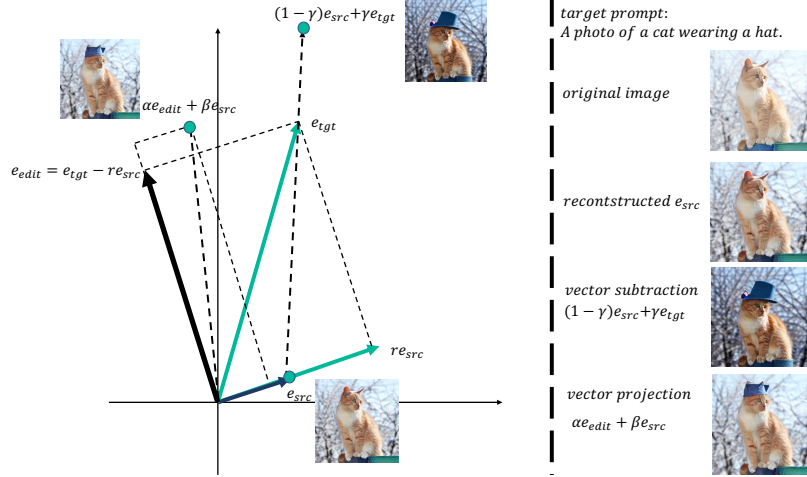 (1−γ)e_src+γe_tgt
αe_edit + βe_src
e_tgt
e_edit = e_tgt − re_src
re_src
e_src
target prompt:
A photo of a cat wearing a hat.
original image
recontstructed e_src
vector subtraction
(1−γ)e_src+γe_tgt
vector projection
αe_edit + βe_src